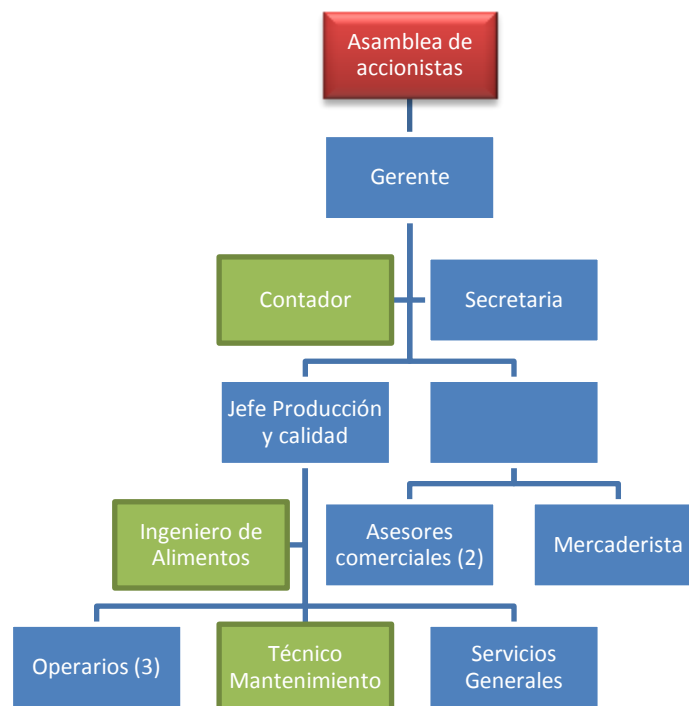 Asamblea de
accionistas
Gerente
Contador
Secretaria
Jefe Producción
y calidad
Ingeniero de
Alimentos
Asesores
comerciales (2)
Mercaderista
Operarios (3)
Técnico
Mantenimiento
Servicios
Generales